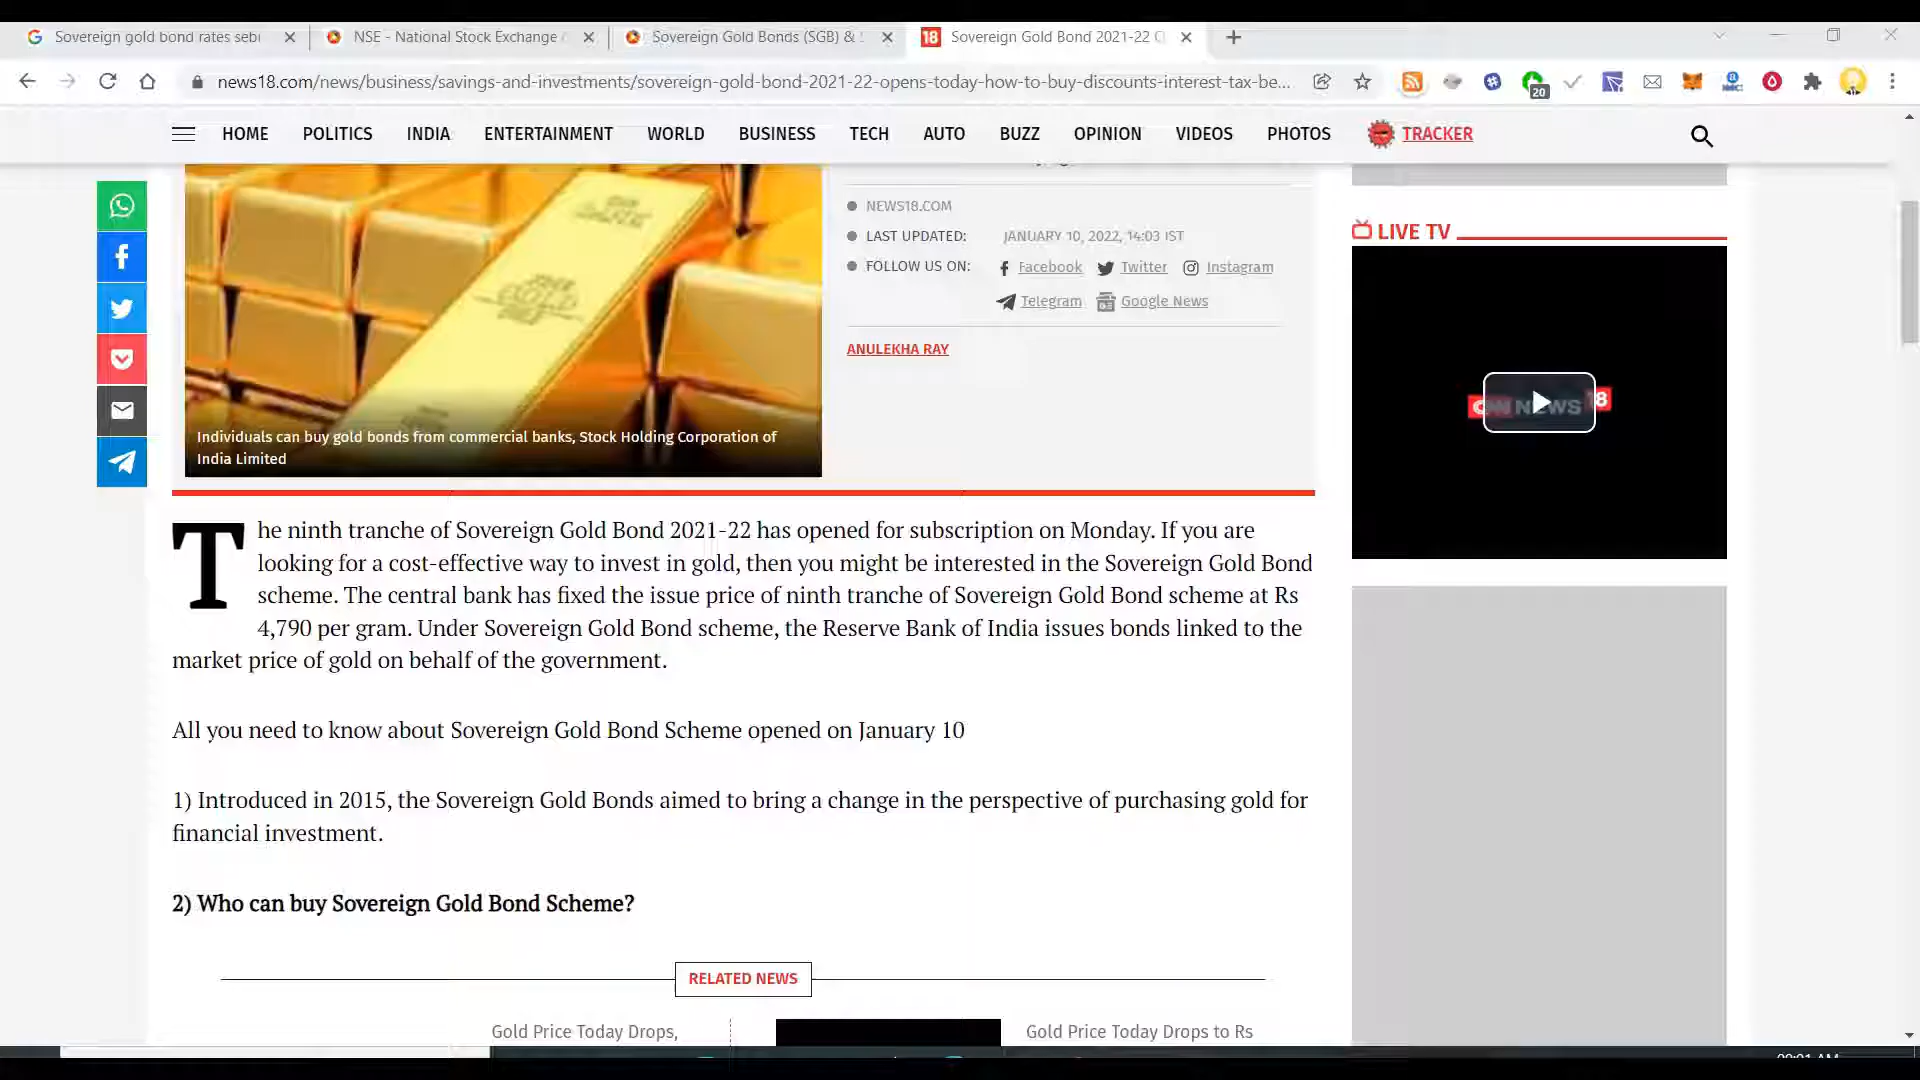 Sovereign gold bond rates sebi
NSE - National Stock Exchange
Sovereign Gold Bonds (SGB) &
Sovereign Gold Bond 2021-22 O
news18.com/news/business/savings-and-investments/sovereign-gold-bond-2021-22-opens-today-how-to-buy-discounts-interest-tax-be...
20
HOME POLITICS INDIA ENTERTAINMENT WORLD BUSINESS TECH AUTO BUZZ OPINION VIDEOS PHOTOS TRACKER
NEWS18.COM
LAST UPDATED: JANUARY 10, 2022, 14:03 IST
FOLLOW US ON: Facebook Twitter Instagram
Telegram Google News
ANULEKHA RAY
Individuals can buy gold bonds from commercial banks, Stock Holding Corporation of
India Limited
LIVE TV
CNN NEWS 18
The ninth tranche of Sovereign Gold Bond 2021-22 has opened for subscription on Monday. If you are
looking for a cost-effective way to invest in gold, then you might be interested in the Sovereign Gold Bond
scheme. The central bank has fixed the issue price of ninth tranche of Sovereign Gold Bond scheme at Rs
4,790 per gram. Under Sovereign Gold Bond scheme, the Reserve Bank of India issues bonds linked to the
market price of gold on behalf of the government.
All you need to know about Sovereign Gold Bond Scheme opened on January 10
1) Introduced in 2015, the Sovereign Gold Bonds aimed to bring a change in the perspective of purchasing gold for
financial investment.
2) Who can buy Sovereign Gold Bond Scheme?
RELATED NEWS
Gold Price Today Drops,
Gold Price Today Drops to Rs